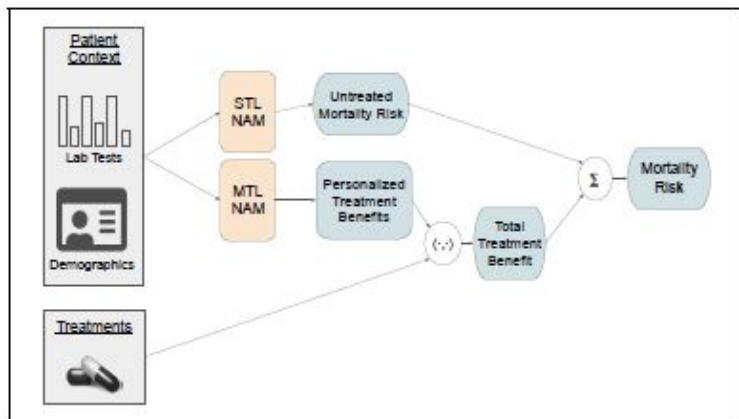 Patient
Context
Lab Tests
Demographics
Treatments
STL
NAM
MTL
NAM
Untreated
Mortality Risk
Personalized
Treatment
Benefits
⟨·,·⟩
Total
Treatment
Benefit
Σ
Mortality
Risk